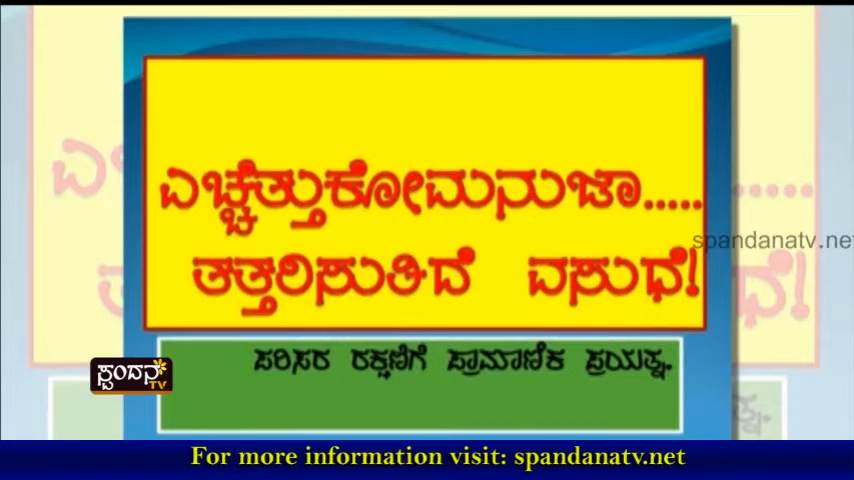 ಎಚ್ಚೆತ್ತುಕೋಮನುಜಾ.....
spandanatv.net
ತತ್ತರಿಸುತಿದೆ ವಸುಧೆ!
ಪರಿಸರ ರಕ್ಷಣೆಗೆ ಪ್ರಾಮಾಣಿಕ ಪ್ರಯತ್ನ.
ಸ್ಪಂದನ
TV
For more information visit: spandanatv.net